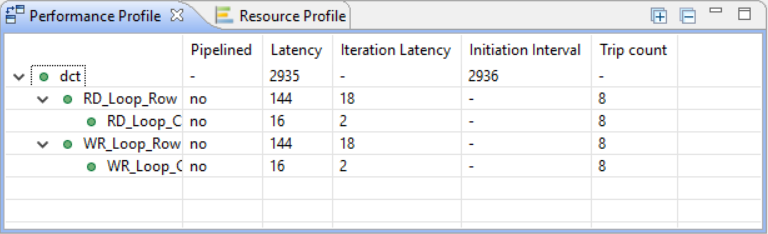 Performance Profile Resource Profile
Pipelined Latency Iteration Latency Initiation Interval Trip count
dct - 2935 - 2936 -
RD_Loop_Row no 144 18 - 8
RD_Loop_C no 16 2 - 8
WR_Loop_Row no 144 18 - 8
WR_Loop_C no 16 2 - 8